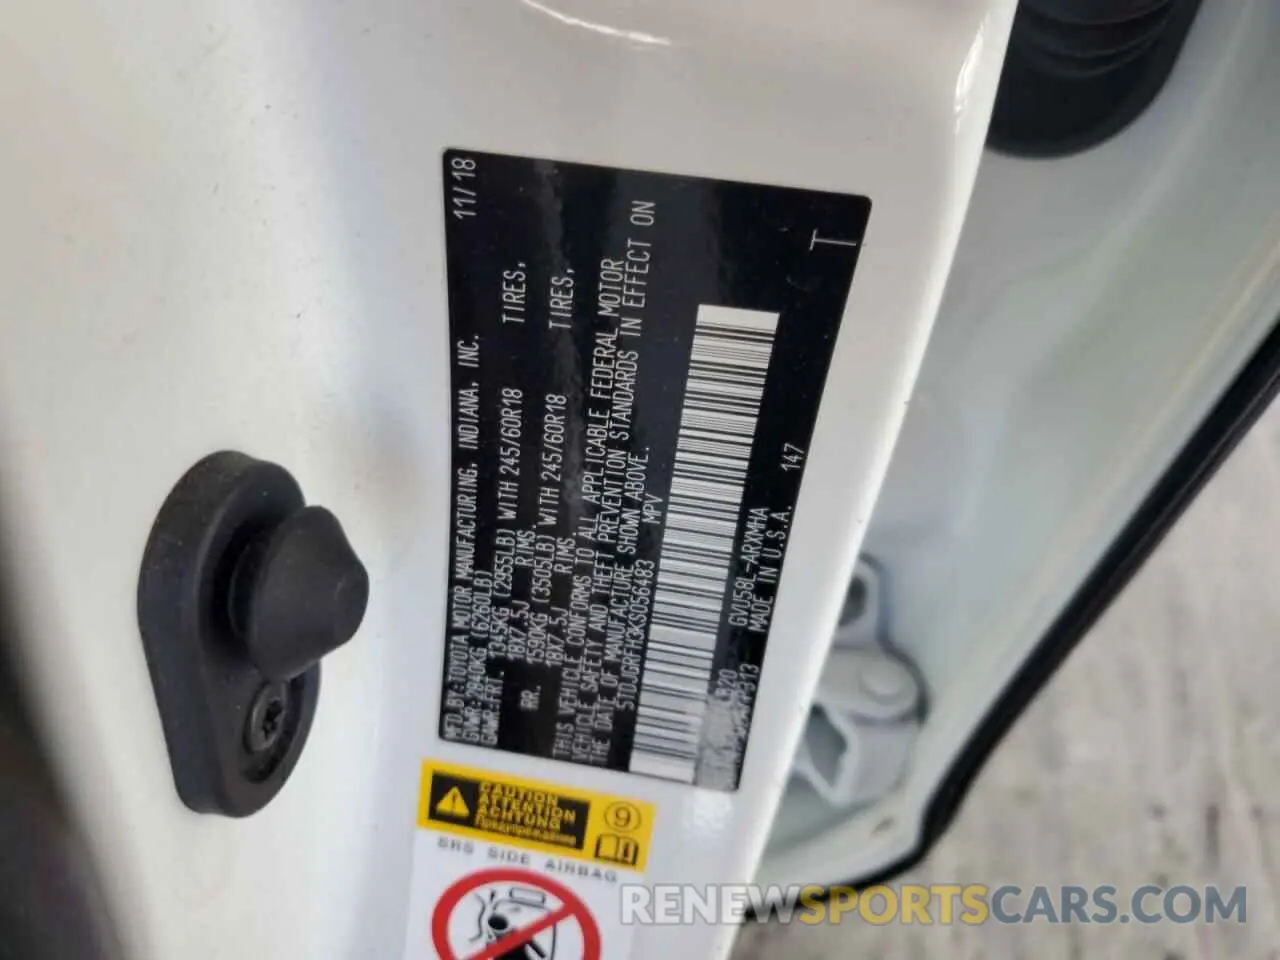 MFD.BY:TOYOTA MOTOR MANUFACTURING, INDIANA, INC. 11/18
GVWR:2840KG (6260LB)
GAWR:FRT. 1345KG (2955LB) WITH 245/60R18 TIRES,
18X7.5J RIMS.
RR. 1590KG (3505LB) WITH 245/60R18 TIRES,
18X7.5J RIMS.
THIS VEHICLE CONFORMS TO ALL APPLICABLE FEDERAL MOTOR
VEHICLE SAFETY AND THEFT PREVENTION STANDARDS IN EFFECT ON
THE DATE OF MANUFACTURE SHOWN ABOVE.
5TDJGRFH3KS056483 MPV
GVU58L-ARXMHA
MADE IN U.S.A. 147
T
CAUTION
ATTENTION
ACHTUNG
Предупреждение
9
SRS SIDE AIRBAG
RENEWSPORTSCARS.COM